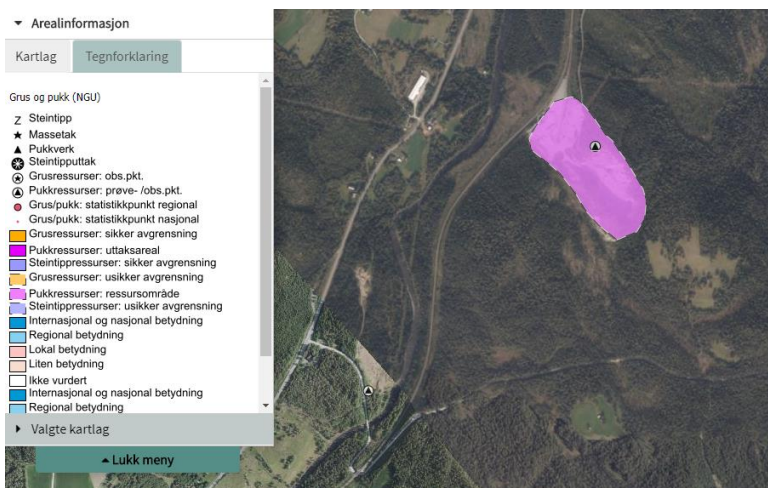 Arealinformasjon
Kartlag Tegnforklaring
Grus og pukk (NGU)
Steintipp
Massetak
Pukkverk
Steintipputtak
Grusressurser: obs.pkt.
Pukkressurser: prøve- /obs.pkt.
Grus/pukk: statistikkpunkt regional
Grus/pukk: statistikkpunkt nasjonal
Grusressurser: sikker avgrensning
Pukkressurser: uttaksareal
Steintippressurser: sikker avgrensning
Grusressurser: usikker avgrensning
Pukkressurser: ressursområde
Steintippressurser: usikker avgrensning
Internasjonal og nasjonal betydning
Regional betydning
Lokal betydning
Liten betydning
Ikke vurdert
Internasjonal og nasjonal betydning
Regional betydning
Valgte kartlag
Lukk meny